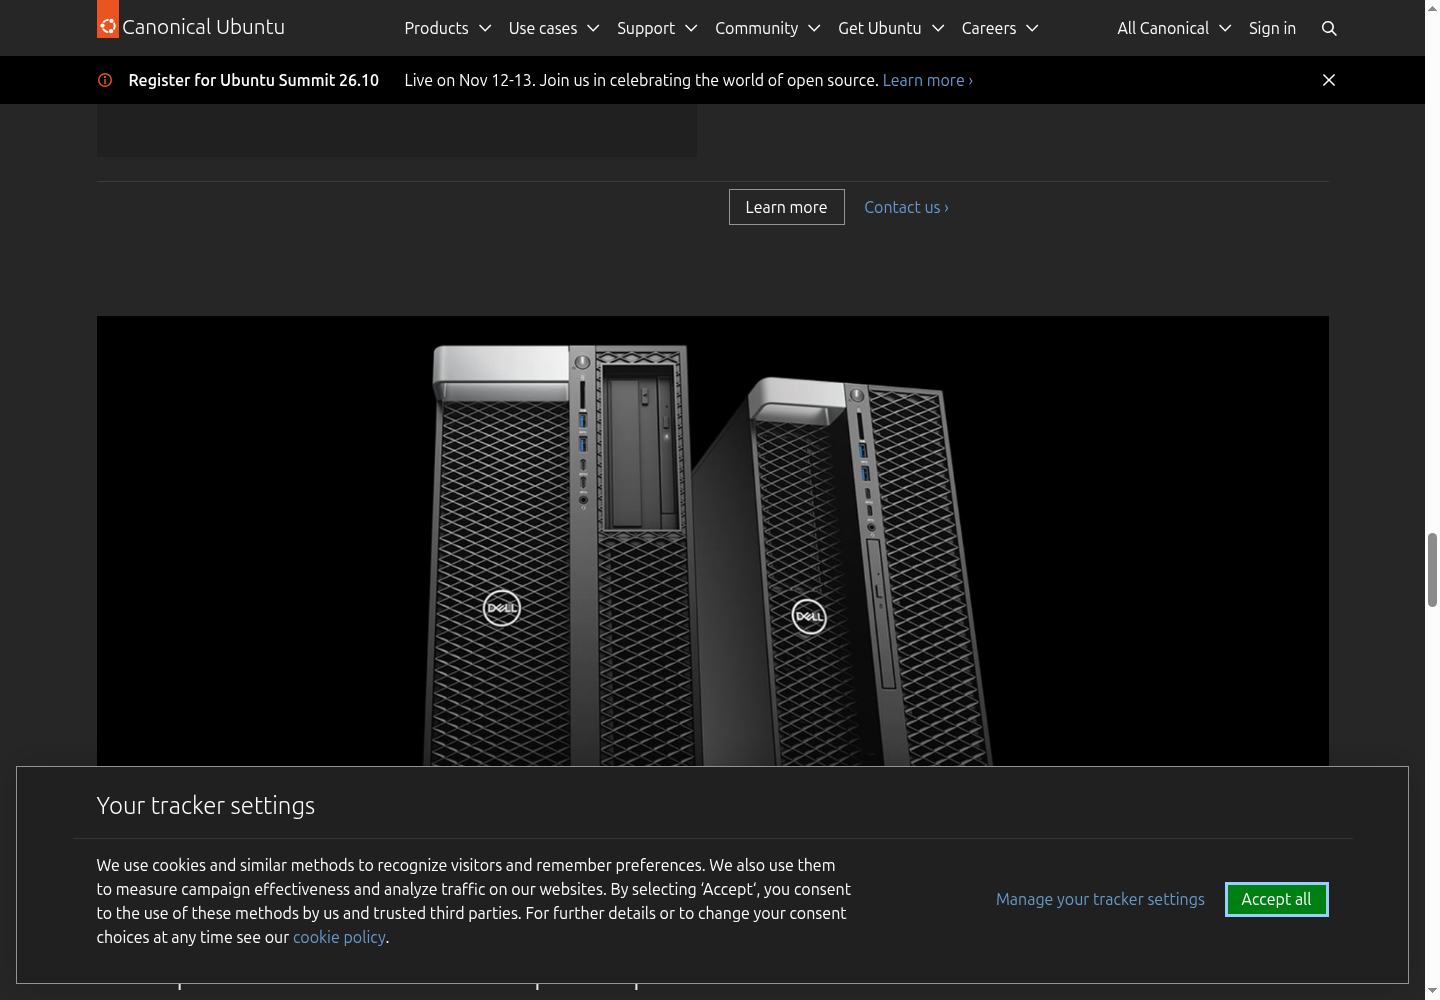 Canonical Ubuntu
Products
Use cases
Support
Community
Get Ubuntu
Careers
All Canonical
Sign in
Register for Ubuntu Summit 26.10
Live on Nov 12-13. Join us in celebrating the world of open source. Learn more ›
Learn more
Contact us ›
DELL
DELL
Your tracker settings
We use cookies and similar methods to recognize visitors and remember preferences. We also use them
to measure campaign effectiveness and analyze traffic on our websites. By selecting ‘Accept‘, you consent
to the use of these methods by us and trusted third parties. For further details or to change your consent
choices at any time see our cookie policy.
Manage your tracker settings
Accept all